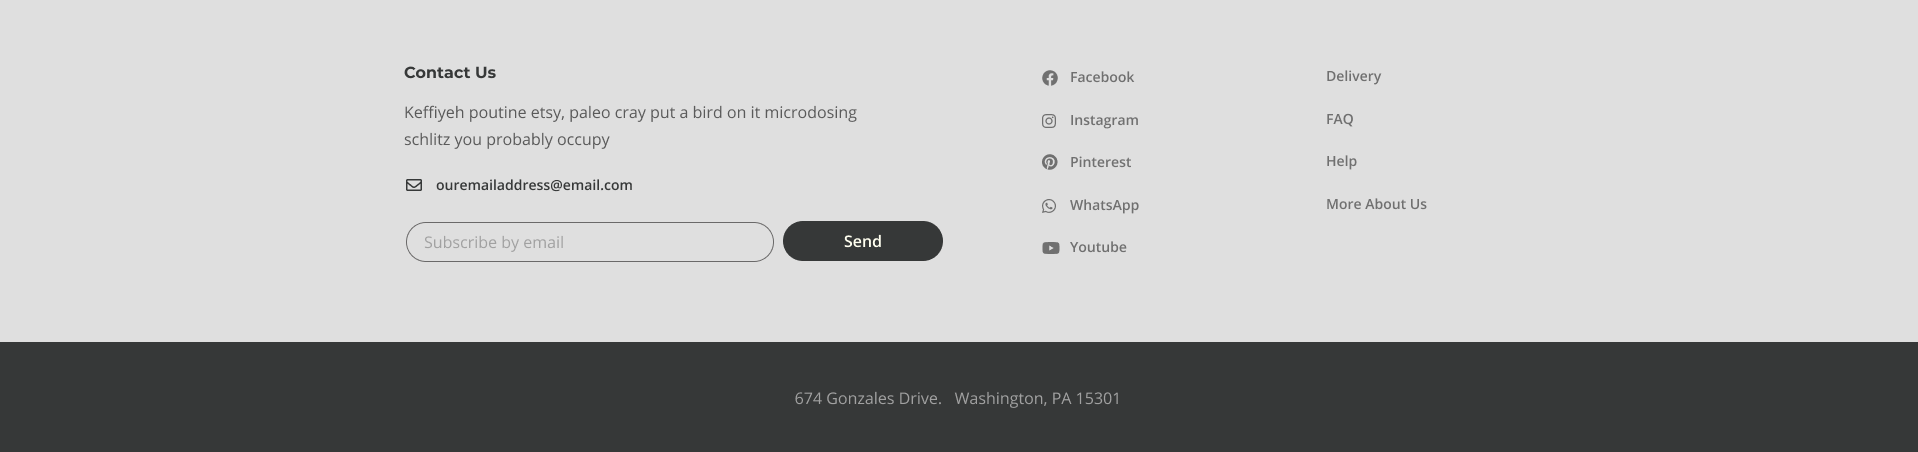 Contact Us
Keffiyeh poutine etsy, paleo cray put a bird on it microdosing
schlitz you probably occupy
ouremailaddress@email.com
Subscribe by email
Send
Facebook
Instagram
Pinterest
WhatsApp
Youtube
Delivery
FAQ
Help
More About Us
674 Gonzales Drive.   Washington, PA 15301